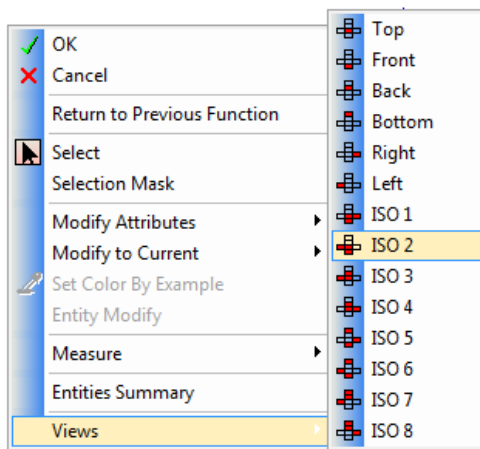 OK
Cancel
Return to Previous Function
Select
Selection Mask
Modify Attributes
Modify to Current
Set Color By Example
Entity Modify
Measure
Entities Summary
Views
Top
Front
Back
Bottom
Right
Left
ISO 1
ISO 2
ISO 3
ISO 4
ISO 5
ISO 6
ISO 7
ISO 8